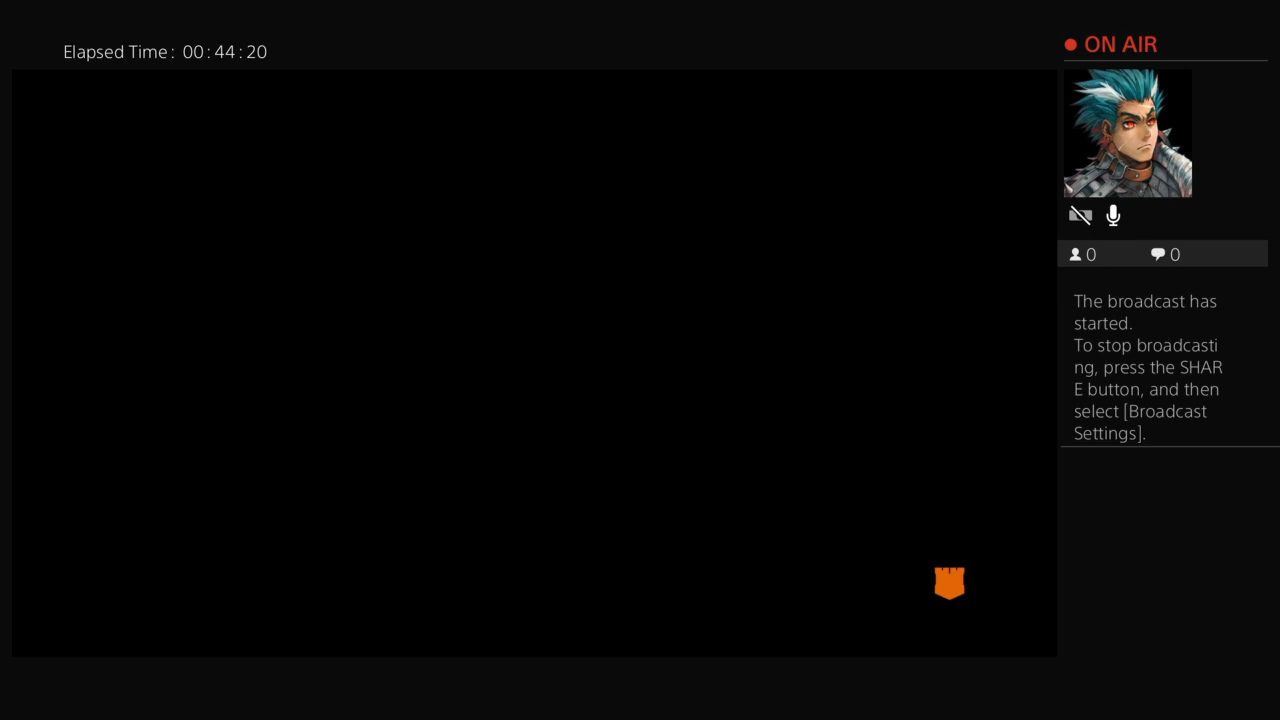 Elapsed Time: 00:44:20
ON AIR
0 0
The broadcast has
started.
To stop broadcasti
ng, press the SHAR
E button, and then
select [Broadcast
Settings].